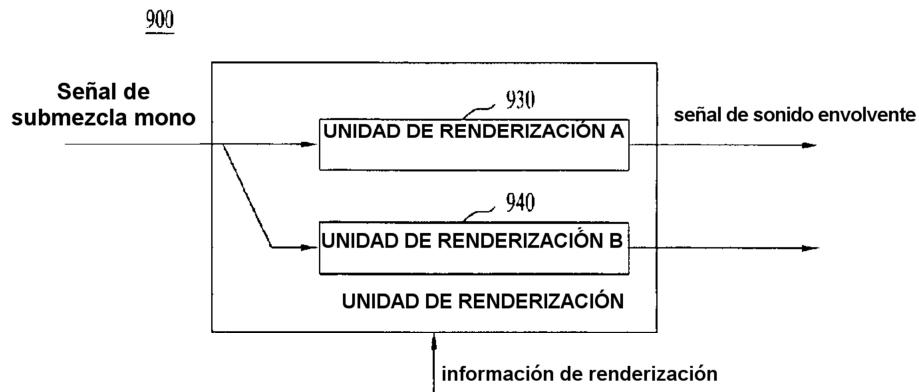 900
Señal de
submezcla mono
930
UNIDAD DE RENDERIZACIÓN A
señal de sonido envolvente
940
UNIDAD DE RENDERIZACIÓN B
UNIDAD DE RENDERIZACIÓN
información de renderización